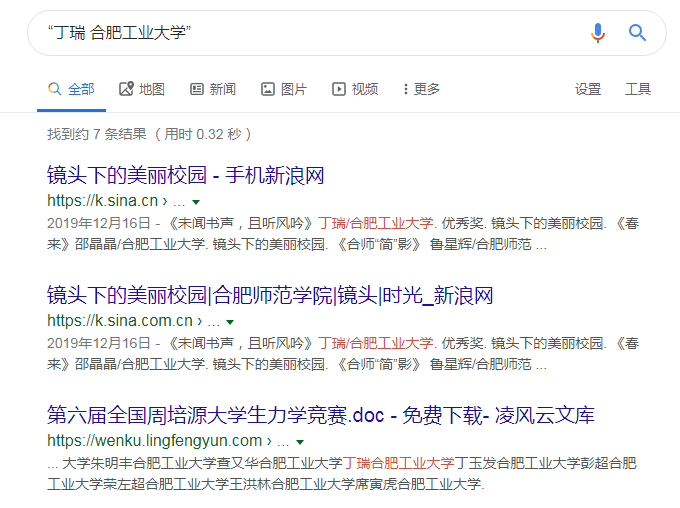 “丁瑞 合肥工业大学”
全部 地图 新闻 图片 视频 更多 设置 工具
找到约 7 条结果 （用时 0.32 秒）
镜头下的美丽校园 - 手机新浪网
https://k.sina.cn › ...
2019年12月16日 - 《未闻书声，且听风吟》丁瑞/合肥工业大学. 优秀奖. 镜头下的美丽校园. 《春
来》邵晶晶/合肥工业大学. 镜头下的美丽校园. 《合师“简”影》 鲁星辉/合肥师范 ...
镜头下的美丽校园|合肥师范学院|镜头|时光_新浪网
https://k.sina.com.cn › ...
2019年12月16日 - 《未闻书声，且听风吟》丁瑞/合肥工业大学. 优秀奖. 镜头下的美丽校园. 《春
来》邵晶晶/合肥工业大学. 镜头下的美丽校园. 《合师“简”影》 鲁星辉/合肥师范 ...
第六届全国周培源大学生力学竞赛.doc - 免费下载- 凌风云文库
https://wenku.lingfengyun.com › ...
... 大学朱明丰合肥工业大学查又华合肥工业大学丁瑞合肥工业大学丁玉发合肥工业大学彭超合肥工
业大学荣左超合肥工业大学王洪林合肥工业大学席寅虎合肥工业大学.